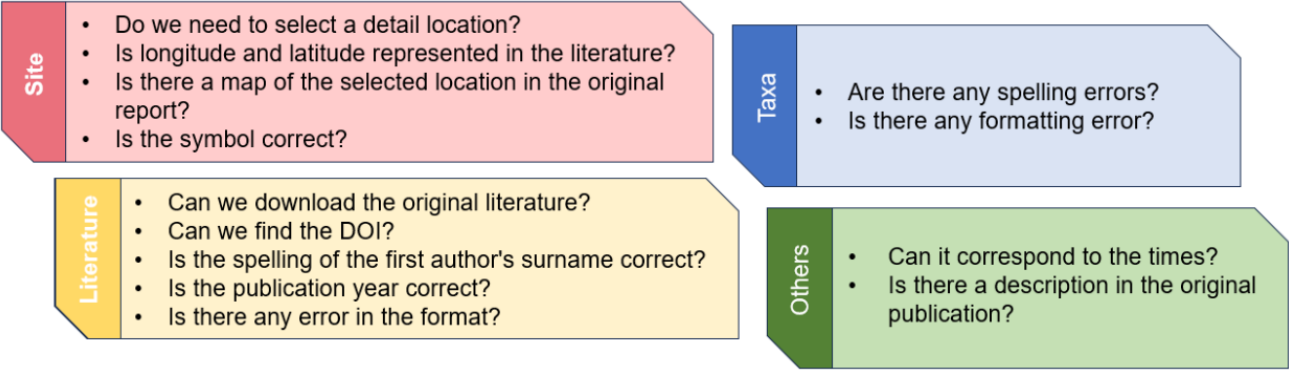 Site
• Do we need to select a detail location?
• Is longitude and latitude represented in the literature?
• Is there a map of the selected location in the original
report?
• Is the symbol correct?
Taxa
• Are there any spelling errors?
• Is there any formatting error?
Literature
• Can we download the original literature?
• Can we find the DOI?
• Is the spelling of the first author's surname correct?
• Is the publication year correct?
• Is there any error in the format?
Others
• Can it correspond to the times?
• Is there a description in the original
publication?